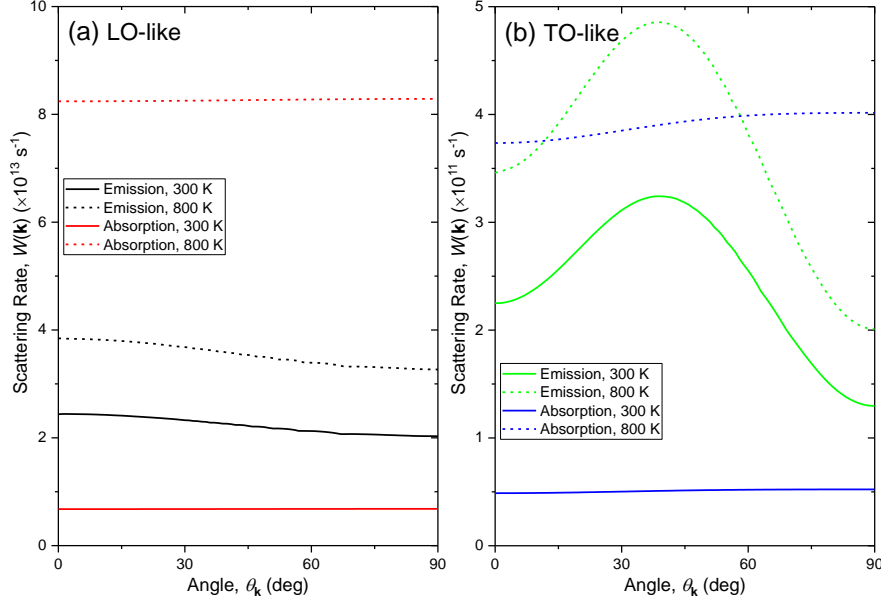 (a) LO-like
Scattering Rate, W(k) (×10¹³ s⁻¹)
10
8
6
4
2
0
Emission, 300 K
Emission, 800 K
Absorption, 300 K
Absorption, 800 K
0
30
60
90
Angle, θk (deg)
(b) TO-like
Scattering Rate, W(k) (×10¹¹ s⁻¹)
5
4
3
2
1
0
Emission, 300 K
Emission, 800 K
Absorption, 300 K
Absorption, 800 K
0
30
60
90
Angle, θk (deg)